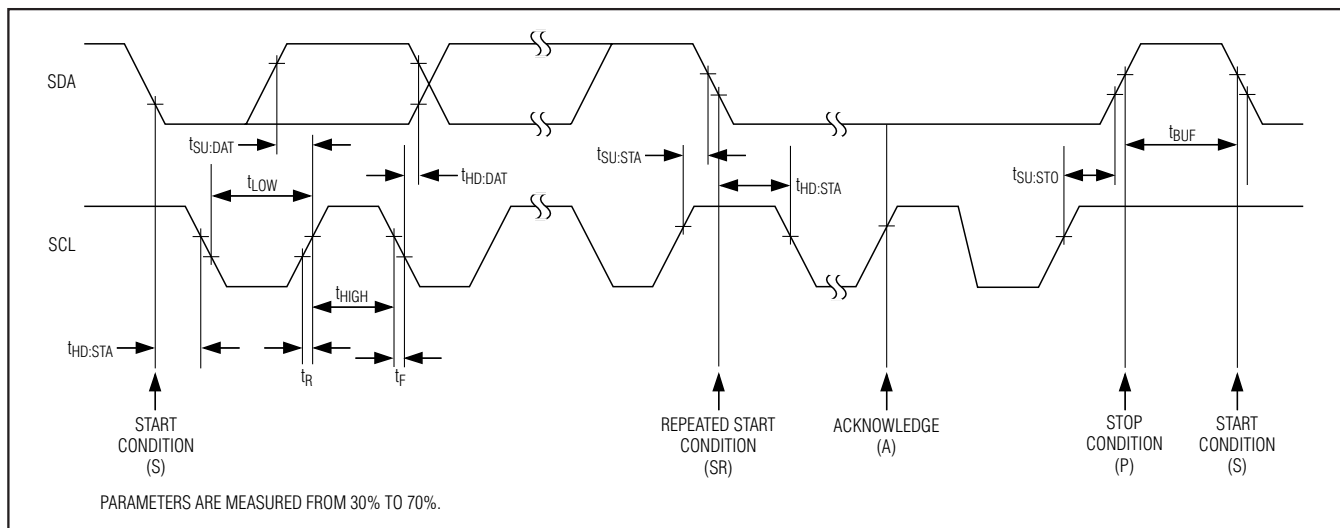 SDA
tSU:DAT
tLOW
tHD:DAT
tSU:STA
tHD:STA
tSU:STO
tBUF
SCL
tHIGH
tHD:STA
tR
tF
START
CONDITION
(S)
REPEATED START
CONDITION
(SR)
ACKNOWLEDGE
(A)
STOP
CONDITION
(P)
START
CONDITION
(S)
PARAMETERS ARE MEASURED FROM 30% TO 70%.